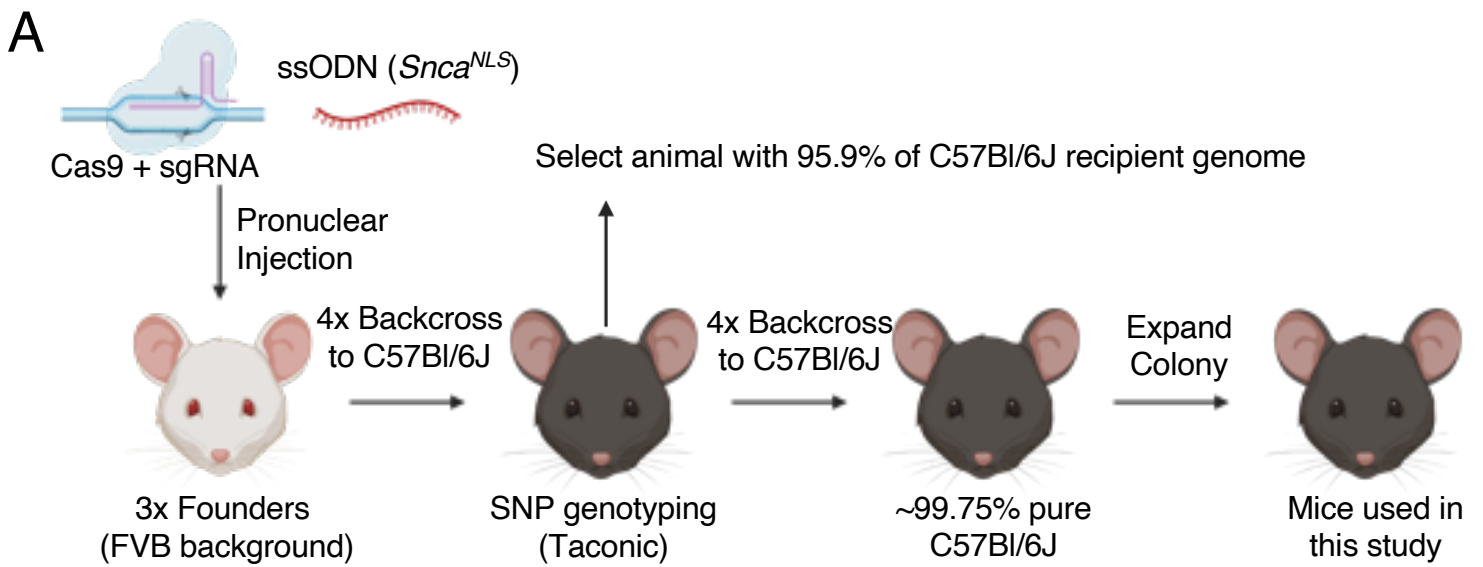 A
ssODN (Snca^NLS)
Cas9 + sgRNA
Select animal with 95.9% of C57Bl/6J recipient genome
Pronuclear
Injection
4x Backcross
to C57Bl/6J
4x Backcross
to C57Bl/6J
Expand
Colony
3x Founders
(FVB background)
SNP genotyping
(Taconic)
~99.75% pure
C57Bl/6J
Mice used in
this study